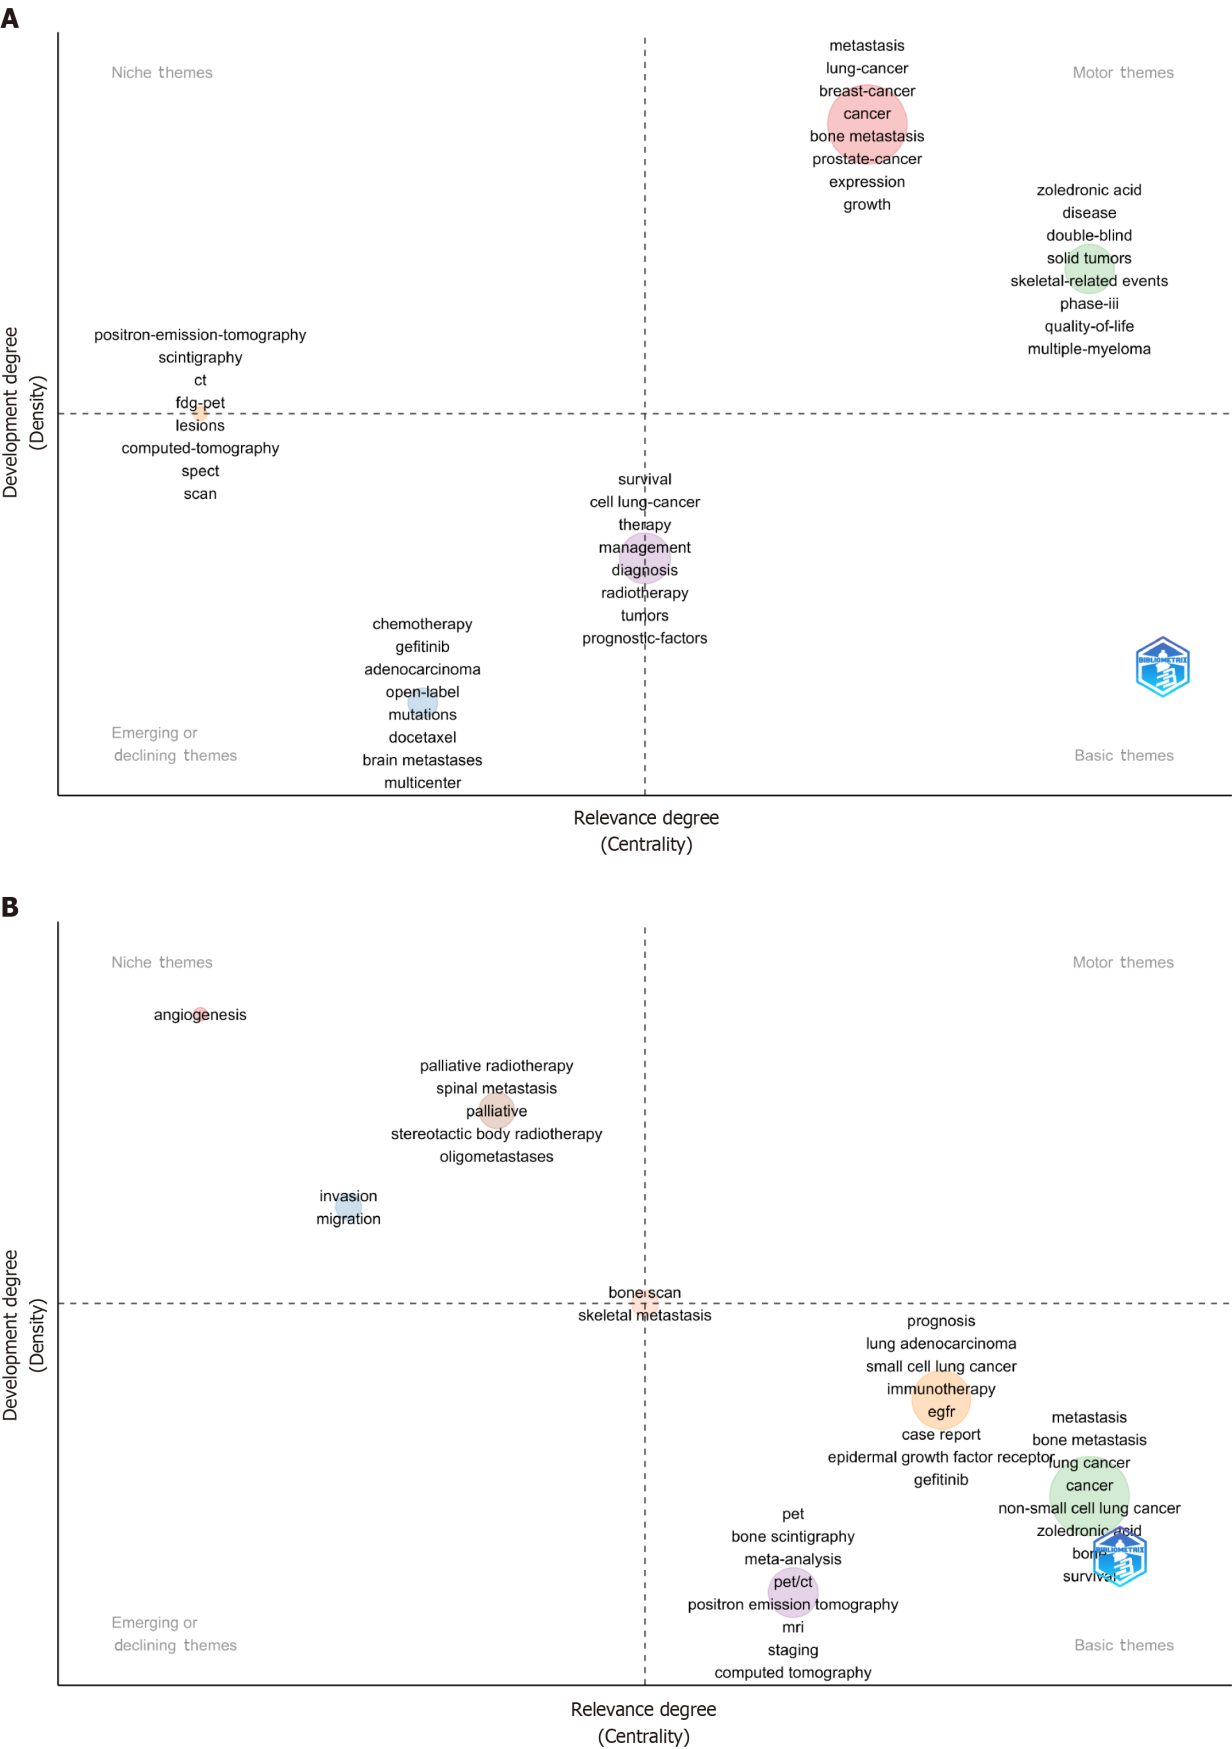 A
Niche themes
Motor themes
metastasis
lung-cancer
breast-cancer
cancer
bone metastasis
prostate-cancer
expression
growth
zoledronic acid
disease
double-blind
solid tumors
skeletal-related events
phase-iii
quality-of-life
multiple-myeloma
positron-emission-tomography
scintigraphy
ct
fdg-pet
lesions
computed-tomography
spect
scan
survival
cell lung-cancer
therapy
management
diagnosis
radiotherapy
tumors
prognostic-factors
chemotherapy
gefitinib
adenocarcinoma
open-label
mutations
docetaxel
brain metastases
multicenter
BIBLIOMETRIX
Emerging or
declining themes
Basic themes
Development degree
(Density)
Relevance degree
(Centrality)
B
Niche themes
Motor themes
angiogenesis
palliative radiotherapy
spinal metastasis
palliative
stereotactic body radiotherapy
oligometastases
invasion
migration
bone scan
skeletal metastasis
prognosis
lung adenocarcinoma
small cell lung cancer
immunotherapy
egfr
case report
epidermal growth factor receptor
gefitinib
metastasis
bone metastasis
lung cancer
cancer
non-small cell lung cancer
zoledronic acid
bone
survival
BIBLIOMETRIX
pet
bone scintigraphy
meta-analysis
pet/ct
positron emission tomography
mri
staging
computed tomography
Emerging or
declining themes
Basic themes
Development degree
(Density)
Relevance degree
(Centrality)